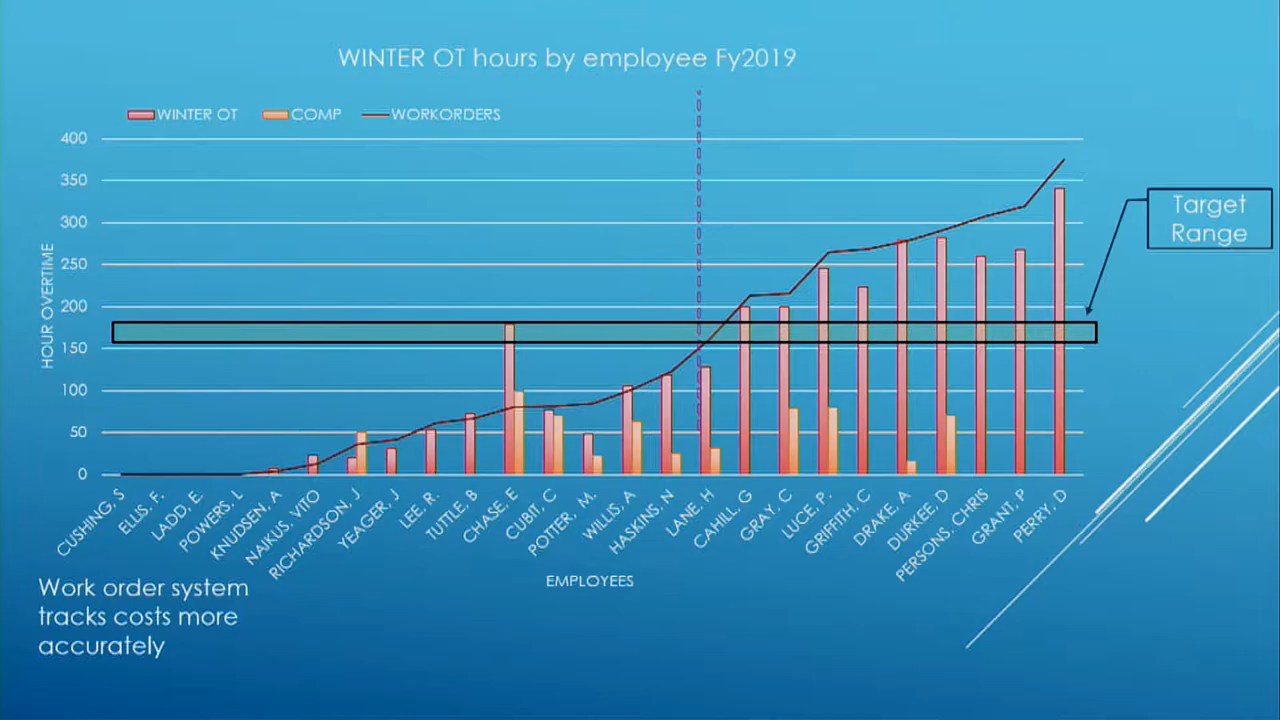 WINTER OT hours by employee Fy2019
WINTER OT COMP WORKORDERS
400
350
300
250
200
150
100
50
0
HOUR OVERTIME
Target
Range
CUSHING, S
ELLIS, F.
LADD, E.
POWERS, L
KNUDSEN, A
NAIKUS, VITO
RICHARDSON, J
YEAGER, J
LEE, R.
TUTTLE, B
CHASE, E
CUBIT, C
POTTER, M.
WILLIS, A
HASKINS, N
LANE, H
CAHILL, G
GRAY, C
LUCE, P.
GRIFFITH, C
DRAKE, A
DURKEE, D
PERSONS, CHRIS
GRANT, P
PERRY, D
EMPLOYEES
Work order system
tracks costs more
accurately